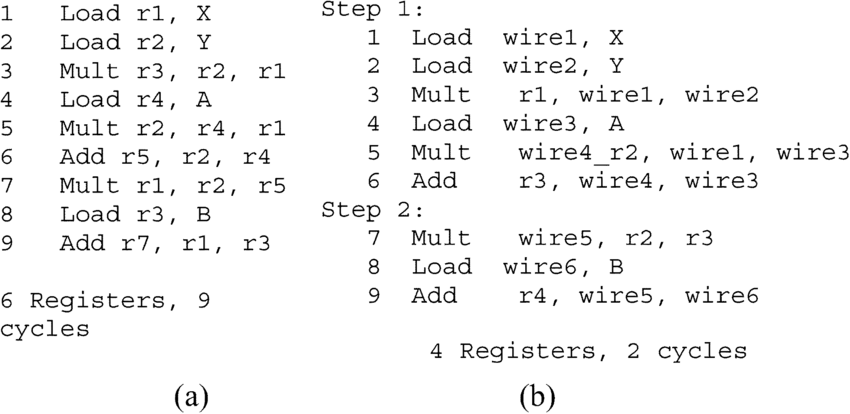 1 Load r1, X
2 Load r2, Y
3 Mult r3, r2, r1
4 Load r4, A
5 Mult r2, r4, r1
6 Add r5, r2, r4
7 Mult r1, r2, r5
8 Load r3, B
9 Add r7, r1, r3
6 Registers, 9
cycles
(a)
Step 1:
1 Load wire1, X
2 Load wire2, Y
3 Mult r1, wire1, wire2
4 Load wire3, A
5 Mult wire4_r2, wire1, wire3
6 Add r3, wire4, wire3
Step 2:
7 Mult wire5, r2, r3
8 Load wire6, B
9 Add r4, wire5, wire6
4 Registers, 2 cycles
(b)